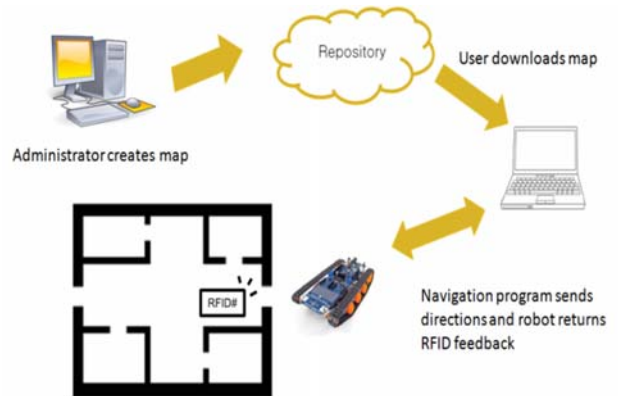 Repository
User downloads map
Administrator creates map
RFID#
Navigation program sends
directions and robot returns
RFID feedback